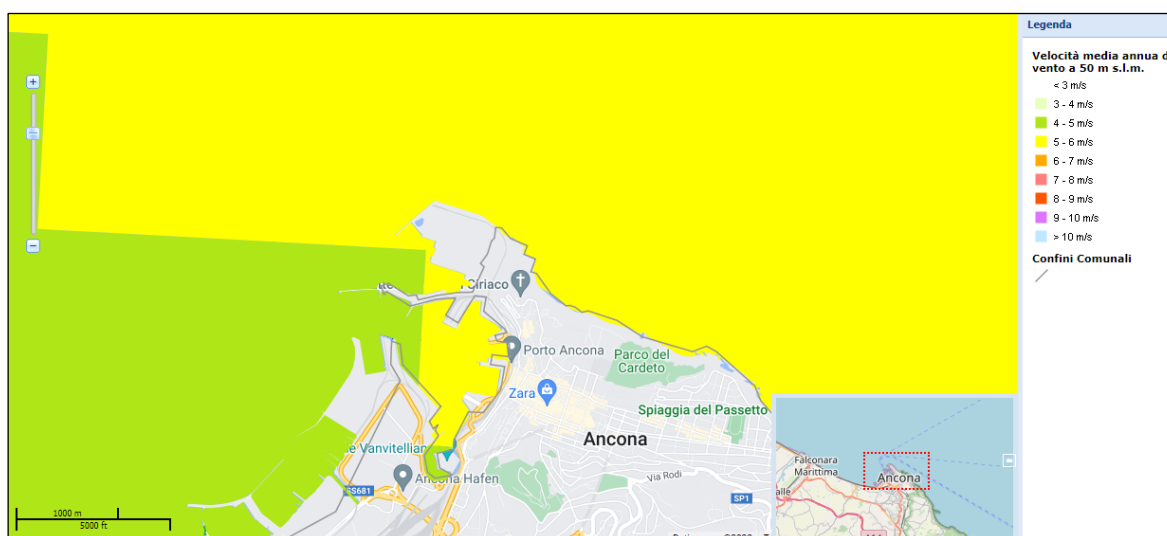 Legenda
Velocità media annua d
vento a 50 m s.l.m.
< 3 m/s
3 - 4 m/s
4 - 5 m/s
5 - 6 m/s
6 - 7 m/s
7 - 8 m/s
8 - 9 m/s
9 - 10 m/s
> 10 m/s
Confini Comunali
+
−
Ciriaco
Porto Ancona
Parco del
Cardeto
Zara
Spiaggia del Passetto
Ancona
e Vanvitellian
Ancona Hafen
Via Rodi
SS681
SP1
1000 m
5000 ft
Falconara
Marittima
Ancona
alle